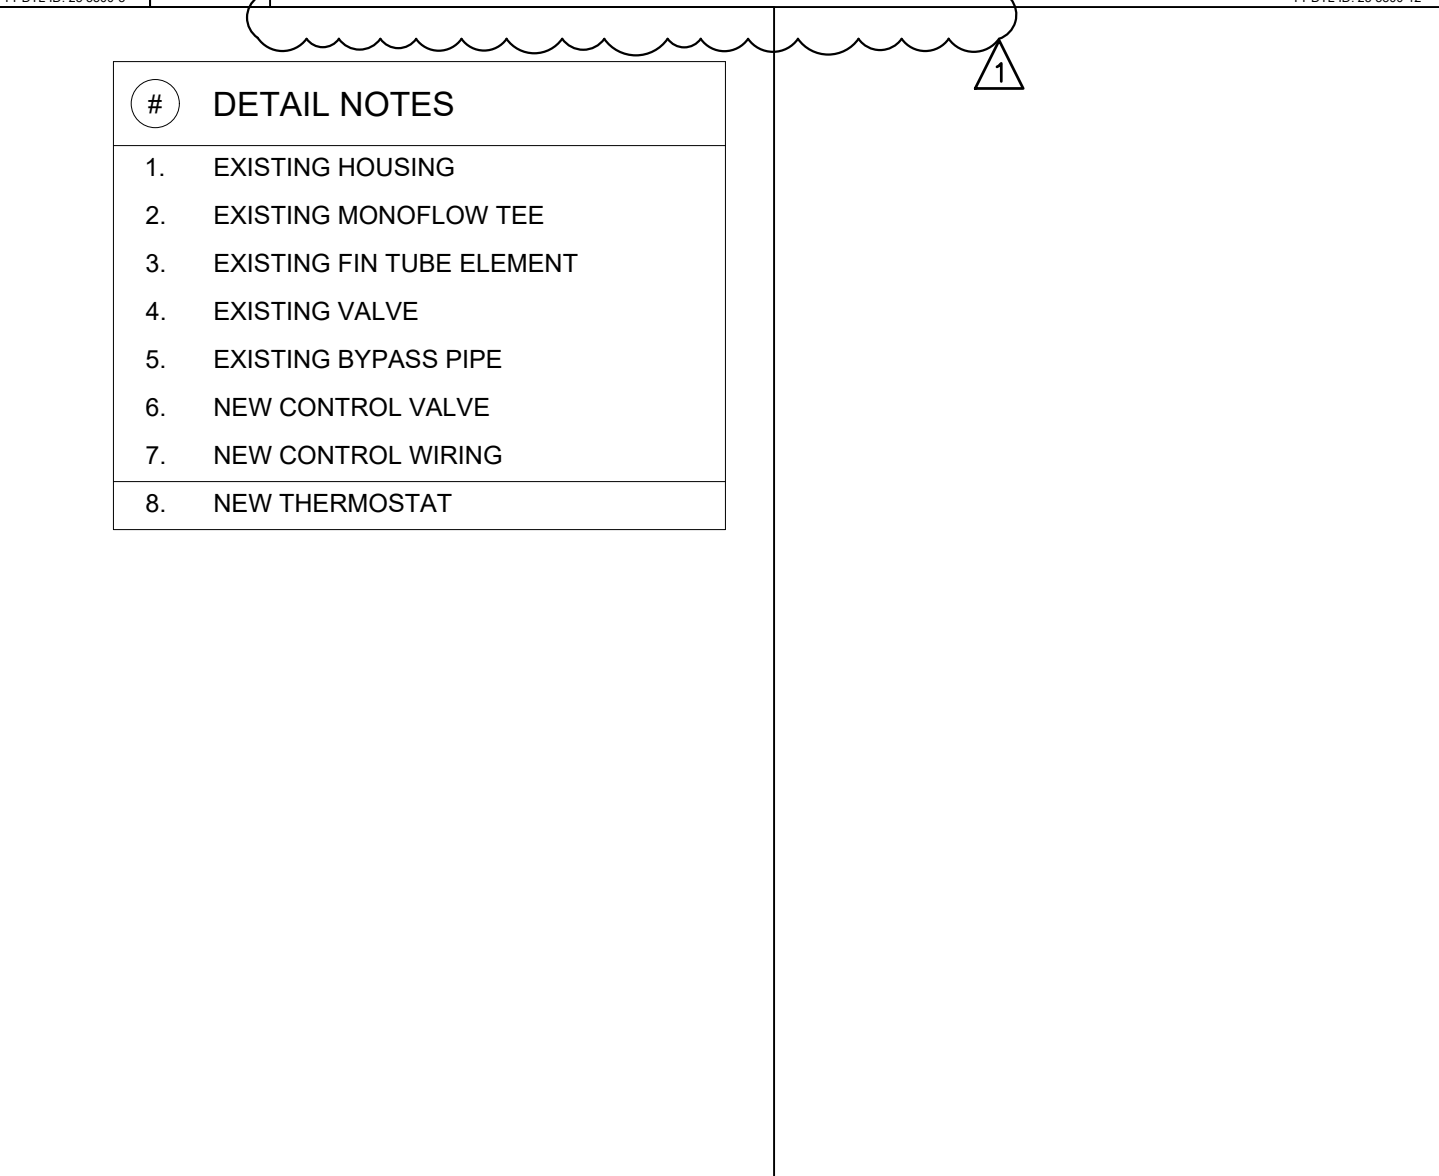 1
# DETAIL NOTES
1. EXISTING HOUSING
2. EXISTING MONOFLOW TEE
3. EXISTING FIN TUBE ELEMENT
4. EXISTING VALVE
5. EXISTING BYPASS PIPE
6. NEW CONTROL VALVE
7. NEW CONTROL WIRING
8. NEW THERMOSTAT